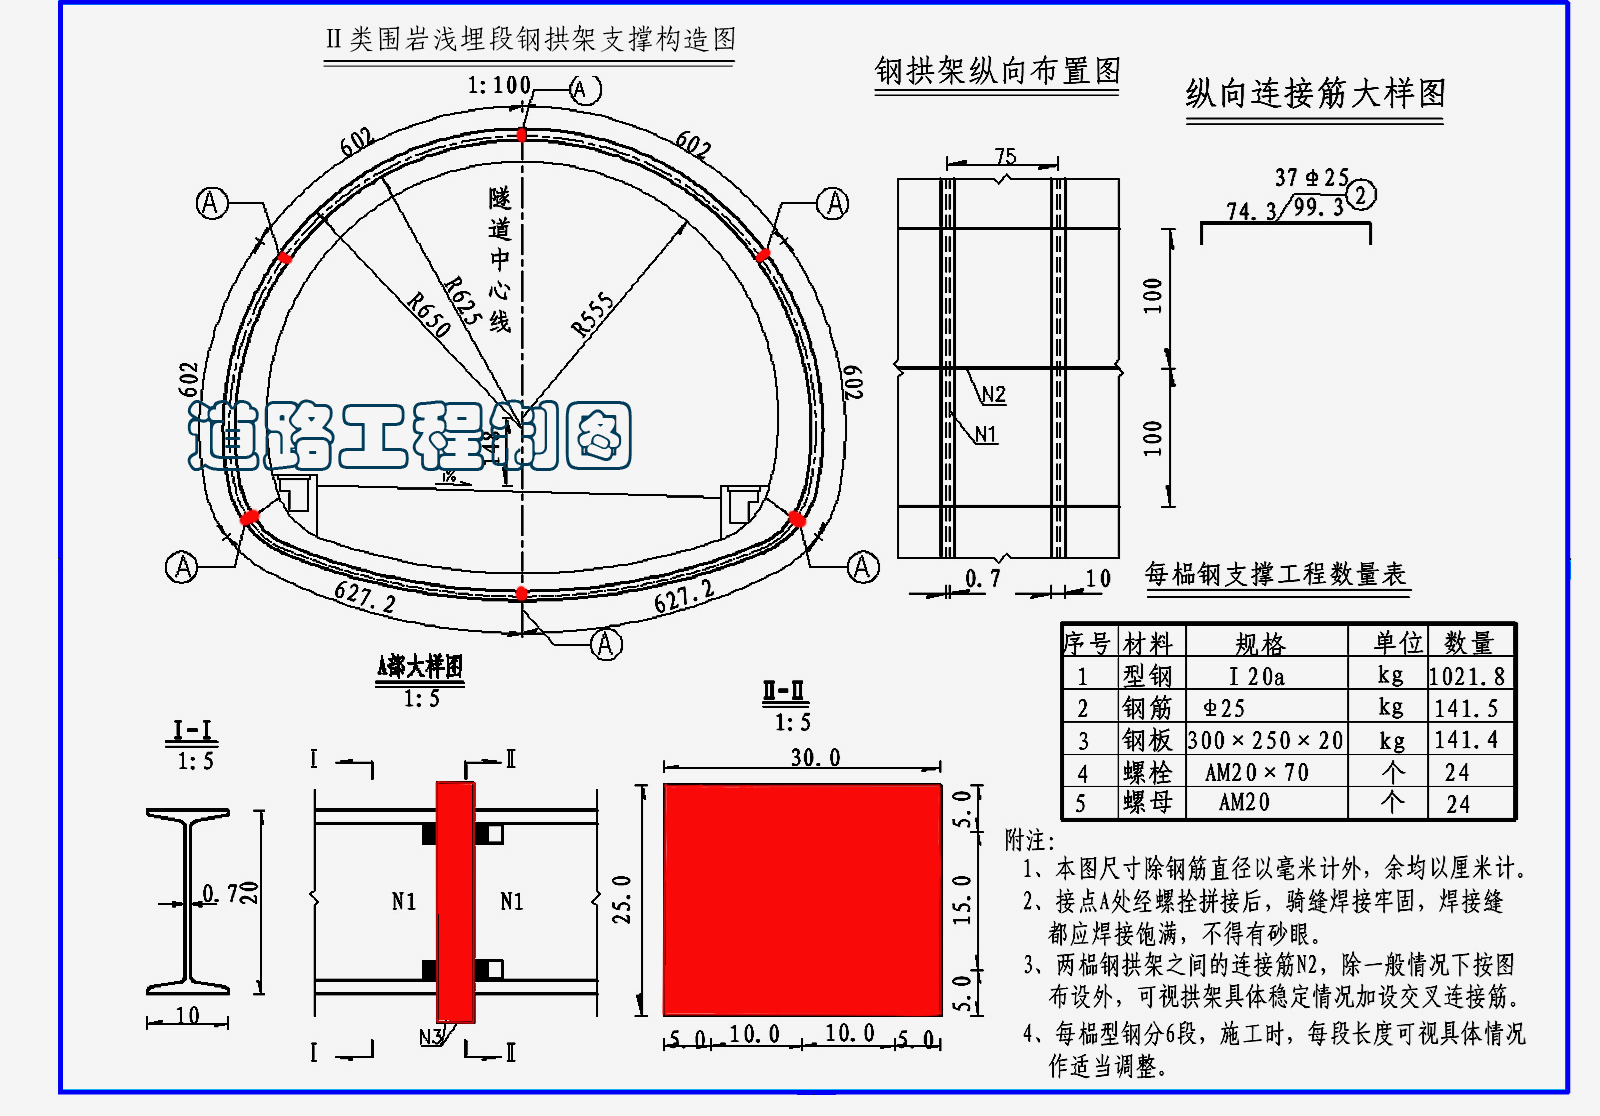 II类围岩浅埋段钢拱架支撑构造图
1:100
A
602
602
A
A
隧道中心线
R650
R625
R555
602
602
道路工程制图
148
1%
A
A
627.2
627.2
A
钢拱架纵向布置图
75
N2
N1
100
100
0.7
10
纵向连接筋大样图
37Φ25
74.3/99.3
2
每榀钢支撑工程数量表
序号 材料 规格 单位 数量
1 型钢 I20a kg 1021.8
2 钢筋 Φ25 kg 141.5
3 钢板 300×250×20 kg 141.4
4 螺栓 AM20×70 个 24
5 螺母 AM20 个 24
A部大样图
1:5
I-I
1:5
0.7
20
10
I
II
N1
N1
N3
I
II
II-II
1:5
30.0
25.0
5.0
15.0
5.0
5.0
10.0
10.0
5.0
附注:
1、本图尺寸除钢筋直径以毫米计外，余均以厘米计。
2、接点A处经螺栓拼接后，骑缝焊接牢固，焊接缝
都应焊接饱满，不得有砂眼。
3、两榀钢拱架之间的连接筋N2，除一般情况下按图
布设外，可视拱架具体稳定情况加设交叉连接筋。
4、每榀型钢分6段，施工时，每段长度可视具体情况
作适当调整。